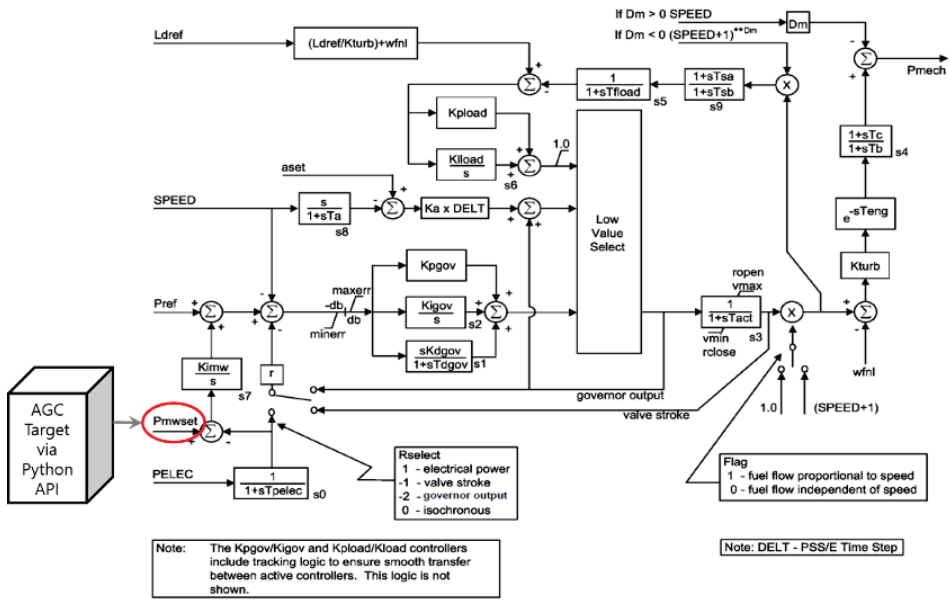 Ldref
(Ldref/Kturb)+wfnl
If Dm > 0 SPEED
Dm
If Dm < 0 (SPEED+1)**Dm
-
+
Σ
Pmech
+
Σ
-
1
1+sTfload
s5
1+sTsa
1+sTsb
s9
X
Kpload
KIload
s
s6
+
+
Σ
1.0
1+sTc
1+sTb
s4
aset
SPEED
s
1+sTa
s8
-
+
Σ
Ka x DELT
+
+
Σ
Low
Value
Select
e-sTeng
Kturb
Pref
+
Σ
+
-
+
Σ
-
-db
minerr
maxerr
db
Kpgov
Kigov
s
s2
sKdgov
1+sTdgov
s1
+
+
+
Σ
ropen
vmax
1
1+sTact
s3
vmin
rclose
X
+
Σ
-
wfnl
Kimw
s
s7
r
governor output
valve stroke
1.0
(SPEED+1)
AGC
Target
via
Python
API
Pmwset
+
Σ
-
PELEC
1
1+sTpelec
s0
Rselect
1 - electrical power
-1 - valve stroke
-2 - governor output
0 - isochronous
Flag
1 - fuel flow proportional to speed
0 - fuel flow independent of speed
Note: The Kpgov/Kigov and Kpload/Kload controllers
include tracking logic to ensure smooth transfer
between active controllers. This logic is not
shown.
Note: DELT - PSS/E Time Step